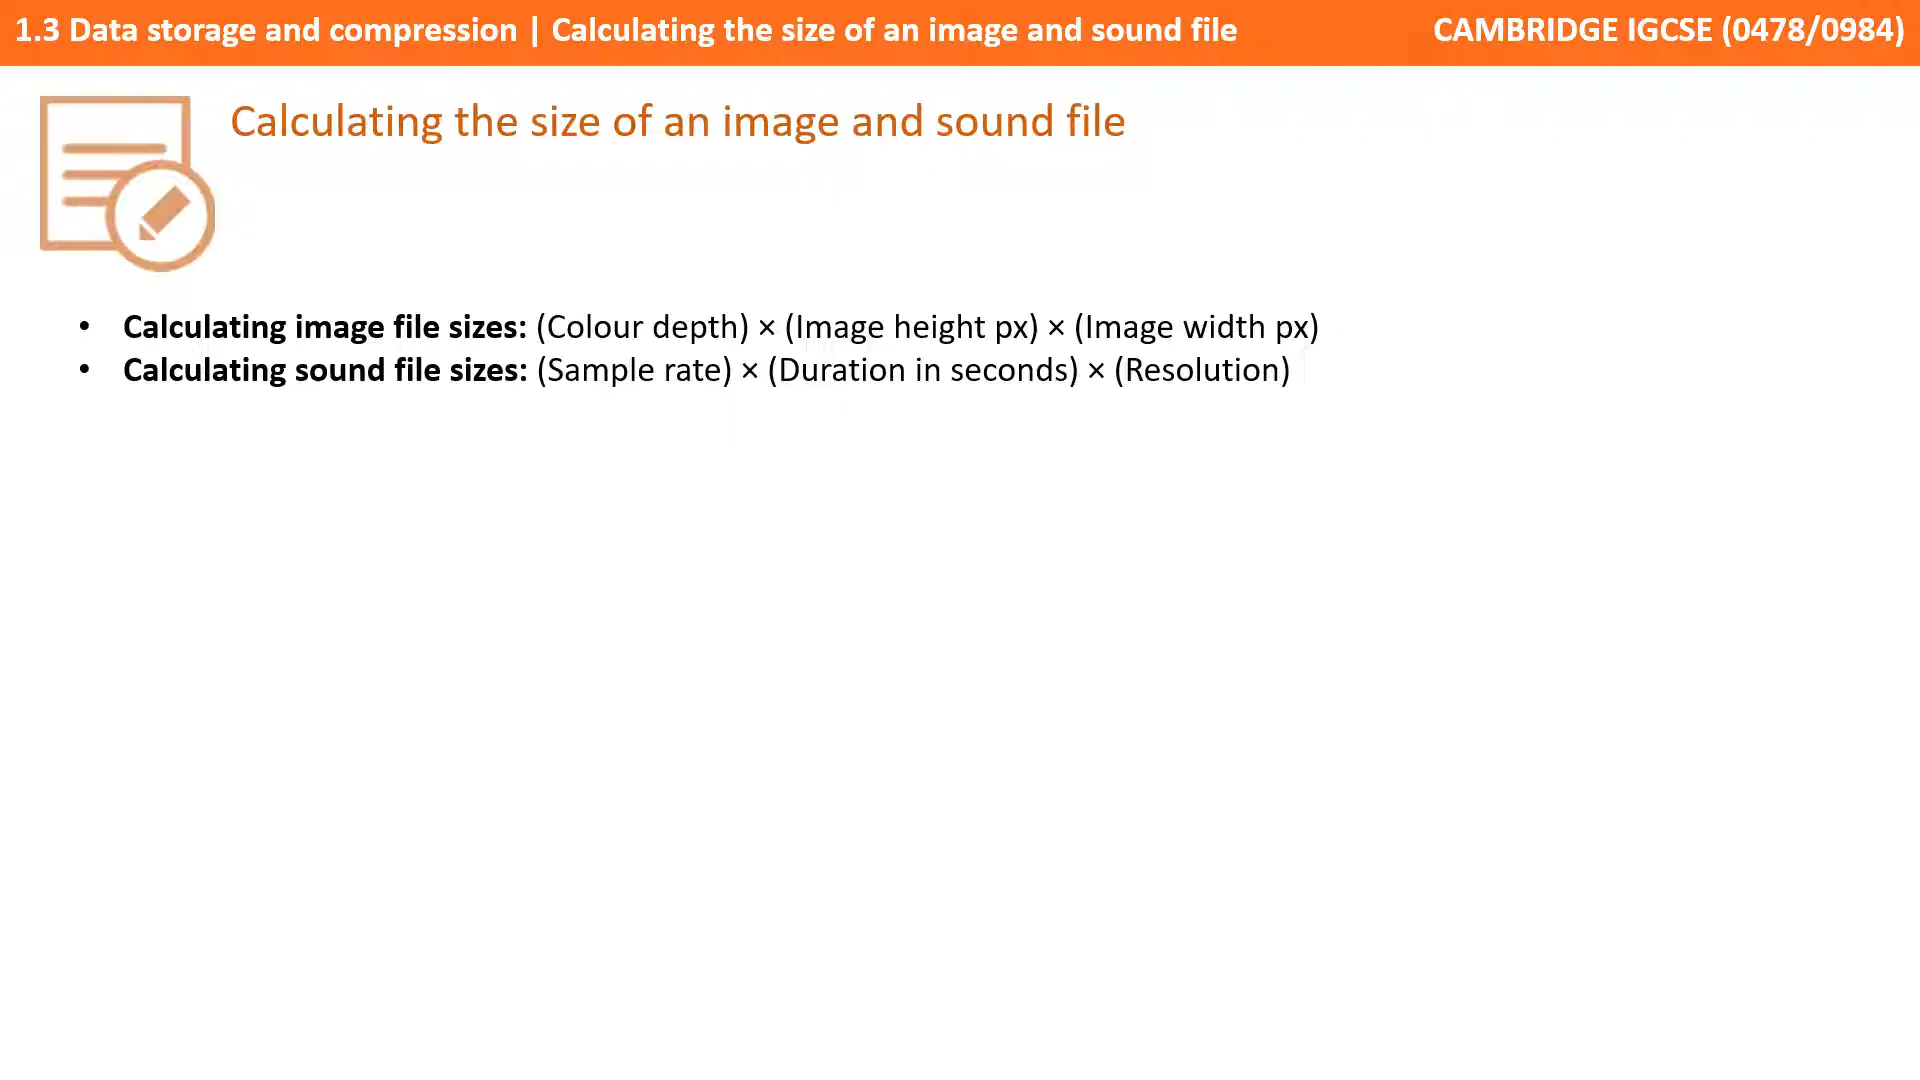 1.3 Data storage and compression | Calculating the size of an image and sound file CAMBRIDGE IGCSE (0478/0984)
Calculating the size of an image and sound file
• Calculating image file sizes: (Colour depth) × (Image height px) × (Image width px)
• Calculating sound file sizes: (Sample rate) × (Duration in seconds) × (Resolution)